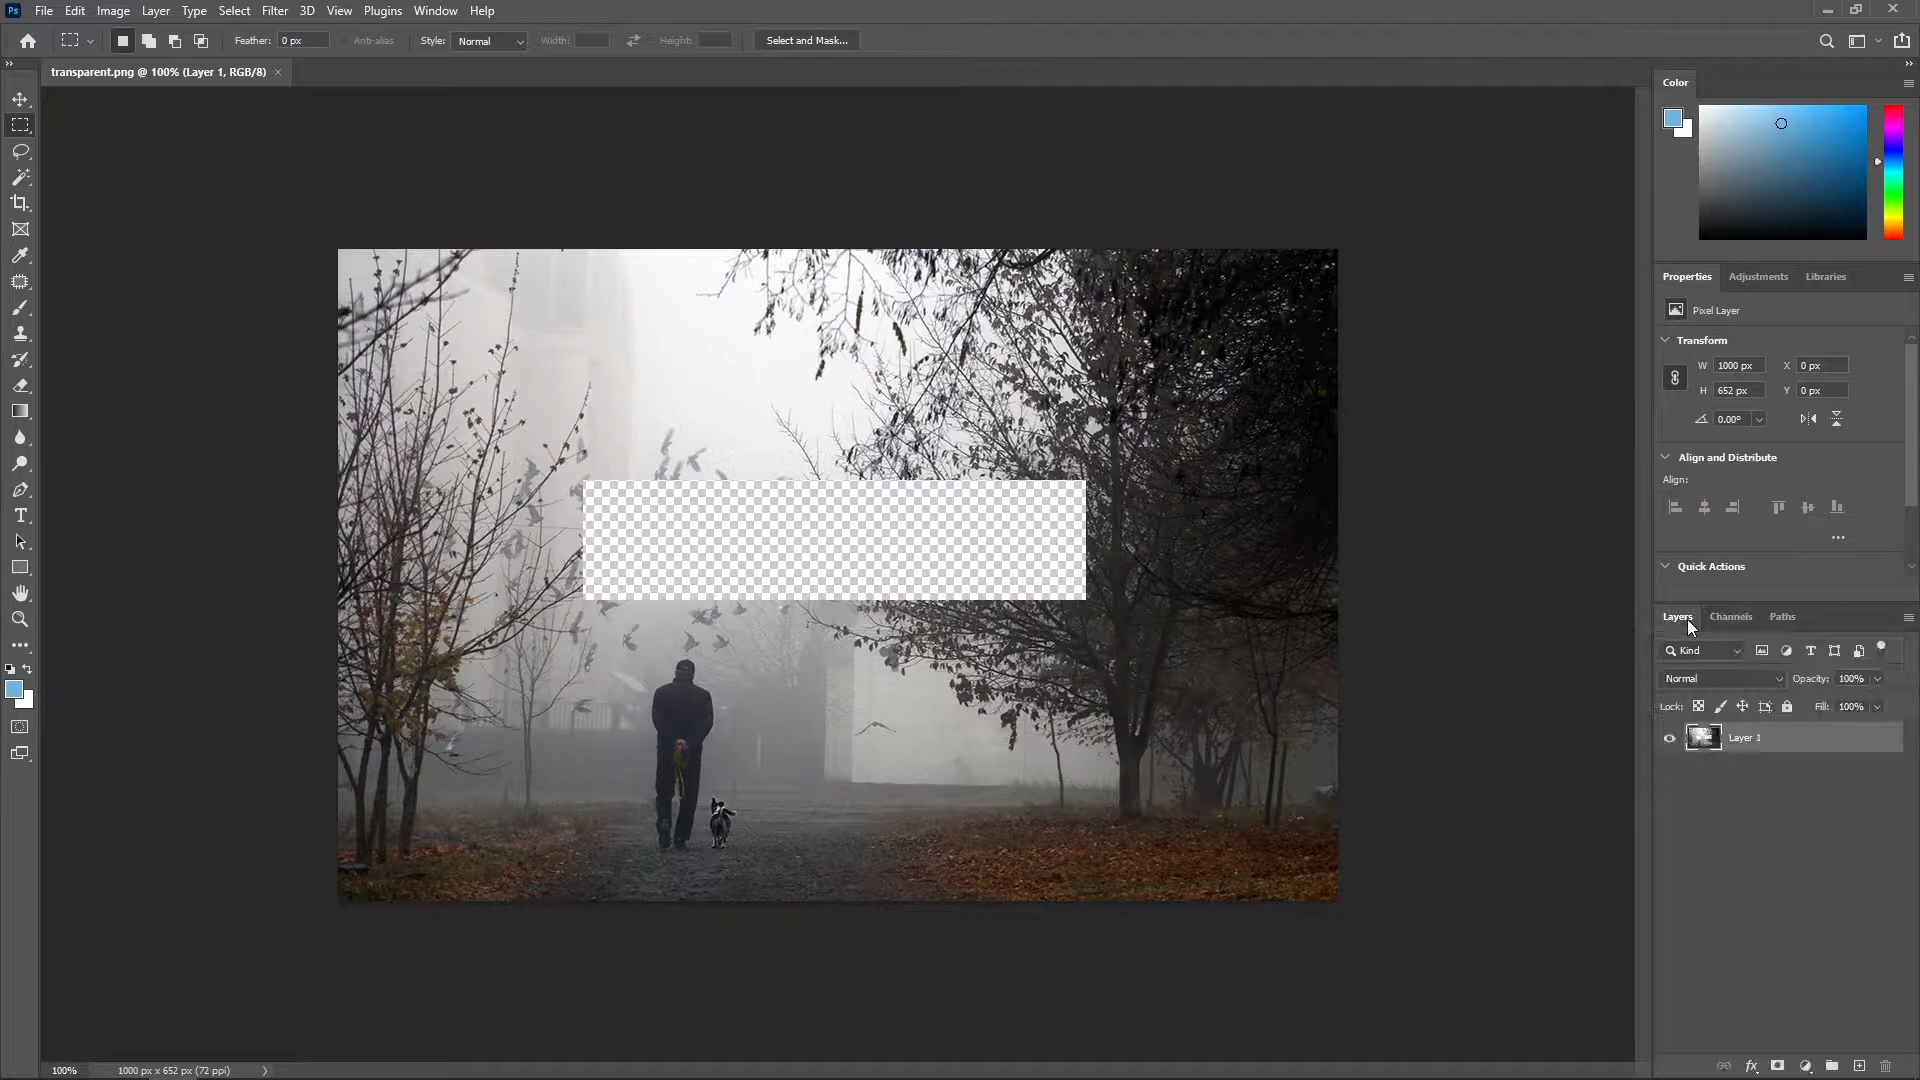 Ps File Edit Image Layer Type Select Filter 3D View Plugins Window Help
Feather: 0 px Anti-alias Style: Normal Width: Height: Select and Mask...
transparent.png @ 100% (Layer 1, RGB/8) ×
Color
Properties Adjustments Libraries
Pixel Layer
Transform
W 1000 px X 0 px
H 652 px Y 0 px
0.00°
Align and Distribute
Align:
Quick Actions
Layers Channels Paths
Kind
Normal Opacity: 100%
Lock: Fill: 100%
Layer 1
100% 1000 px x 652 px (72 ppi)